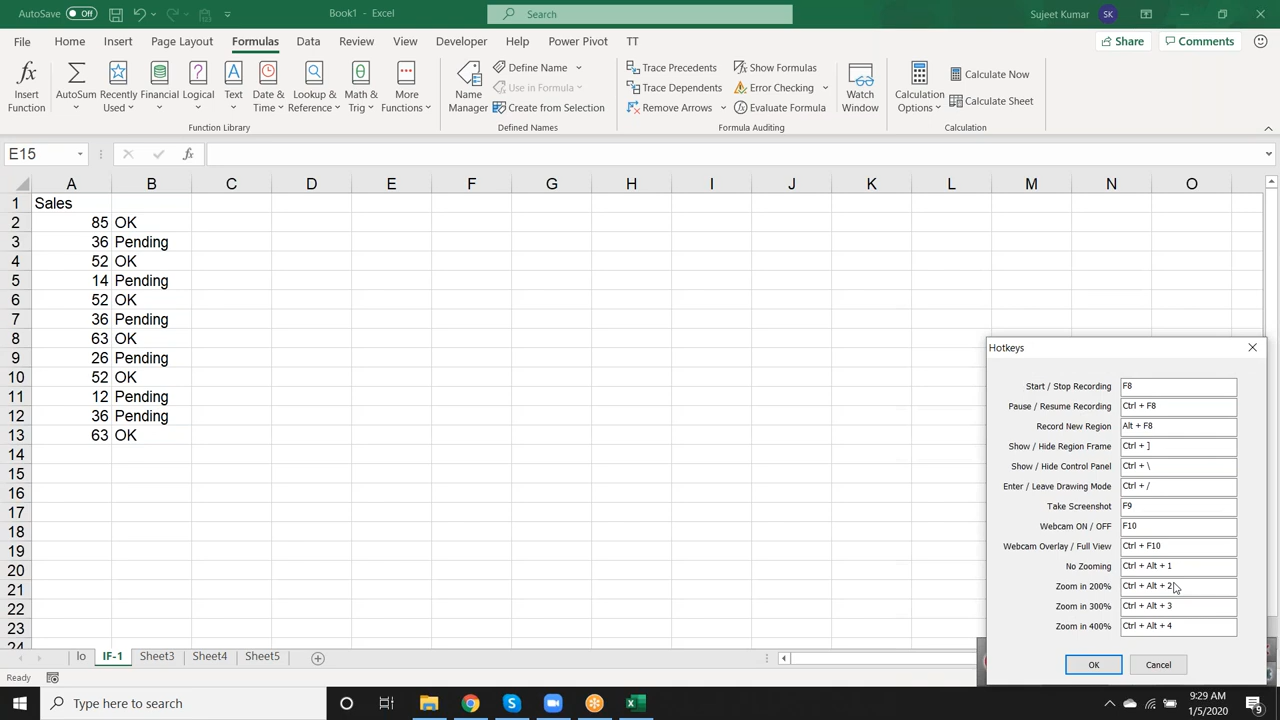 AutoSave Off Book1 - Excel Search Sujeet Kumar SK
File Home Insert Page Layout Formulas Data Review View Developer Help Power Pivot TT Share Comments
Insert Function
AutoSum
Recently Used
Financial
Logical
Text
Date & Time
Lookup & Reference
Math & Trig
More Functions
Function Library
Name Manager
Define Name
Use in Formula
Create from Selection
Defined Names
Trace Precedents
Trace Dependents
Remove Arrows
Show Formulas
Error Checking
Evaluate Formula
Formula Auditing
Watch Window
Calculation Options
Calculate Now
Calculate Sheet
Calculation
E15 fx
A B C D E F G H I J K L M N O
1 Sales
2 85 OK
3 36 Pending
4 52 OK
5 14 Pending
6 52 OK
7 36 Pending
8 63 OK
9 26 Pending
10 52 OK
11 12 Pending
12 36 Pending
13 63 OK
14
15
16
17
18
19
20
21
22
23
24
Hotkeys
Start / Stop Recording F8
Pause / Resume Recording Ctrl + F8
Record New Region Alt + F8
Show / Hide Region Frame Ctrl + ]
Show / Hide Control Panel Ctrl + \
Enter / Leave Drawing Mode Ctrl + /
Take Screenshot F9
Webcam ON / OFF F10
Webcam Overlay / Full View Ctrl + F10
No Zooming Ctrl + Alt + 1
Zoom in 200% Ctrl + Alt + 2
Zoom in 300% Ctrl + Alt + 3
Zoom in 400% Ctrl + Alt + 4
OK Cancel
lo IF-1 Sheet3 Sheet4 Sheet5
Ready
Type here to search
9:29 AM
1/5/2020